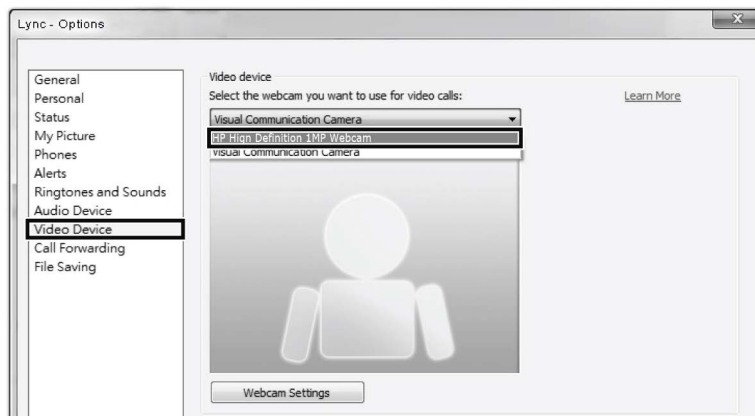 Lync - Options
X
General
Personal
Status
My Picture
Phones
Alerts
Ringtones and Sounds
Audio Device
Video Device
Call Forwarding
File Saving
Video device
Select the webcam you want to use for video calls:
Learn More
Visual Communication Camera
HP Hign Definition 1MP Webcam
Visual Communication Camera
Webcam Settings